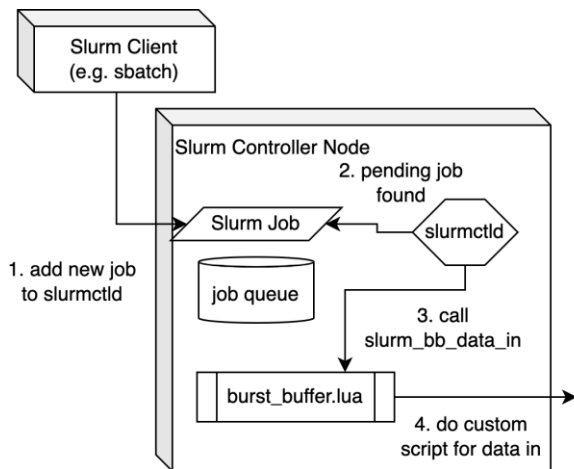 Slurm Client
(e.g. sbatch)
Slurm Controller Node
2. pending job
found
Slurm Job
slurmctld
1. add new job
to slurmctld
job queue
3. call
slurm_bb_data_in
burst_buffer.lua
4. do custom
script for data in